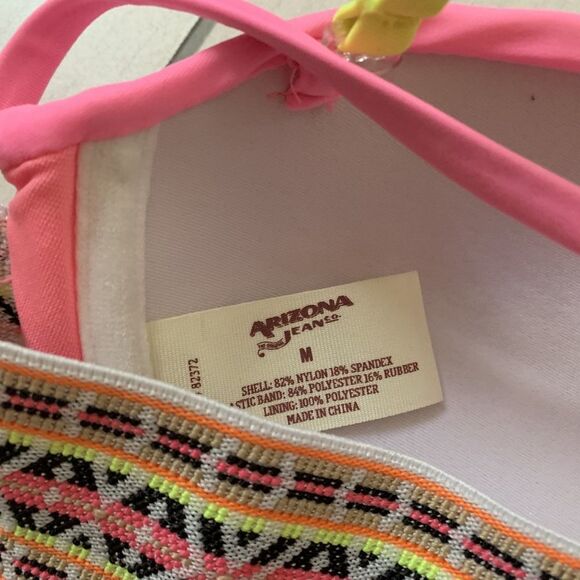 ARIZONA
JEAN CO.
M
SHELL: 82% NYLON 18% SPANDEX
ASTIC BAND: 84% POLYESTER 16% RUBBER
LINING: 100% POLYESTER
MADE IN CHINA
82372